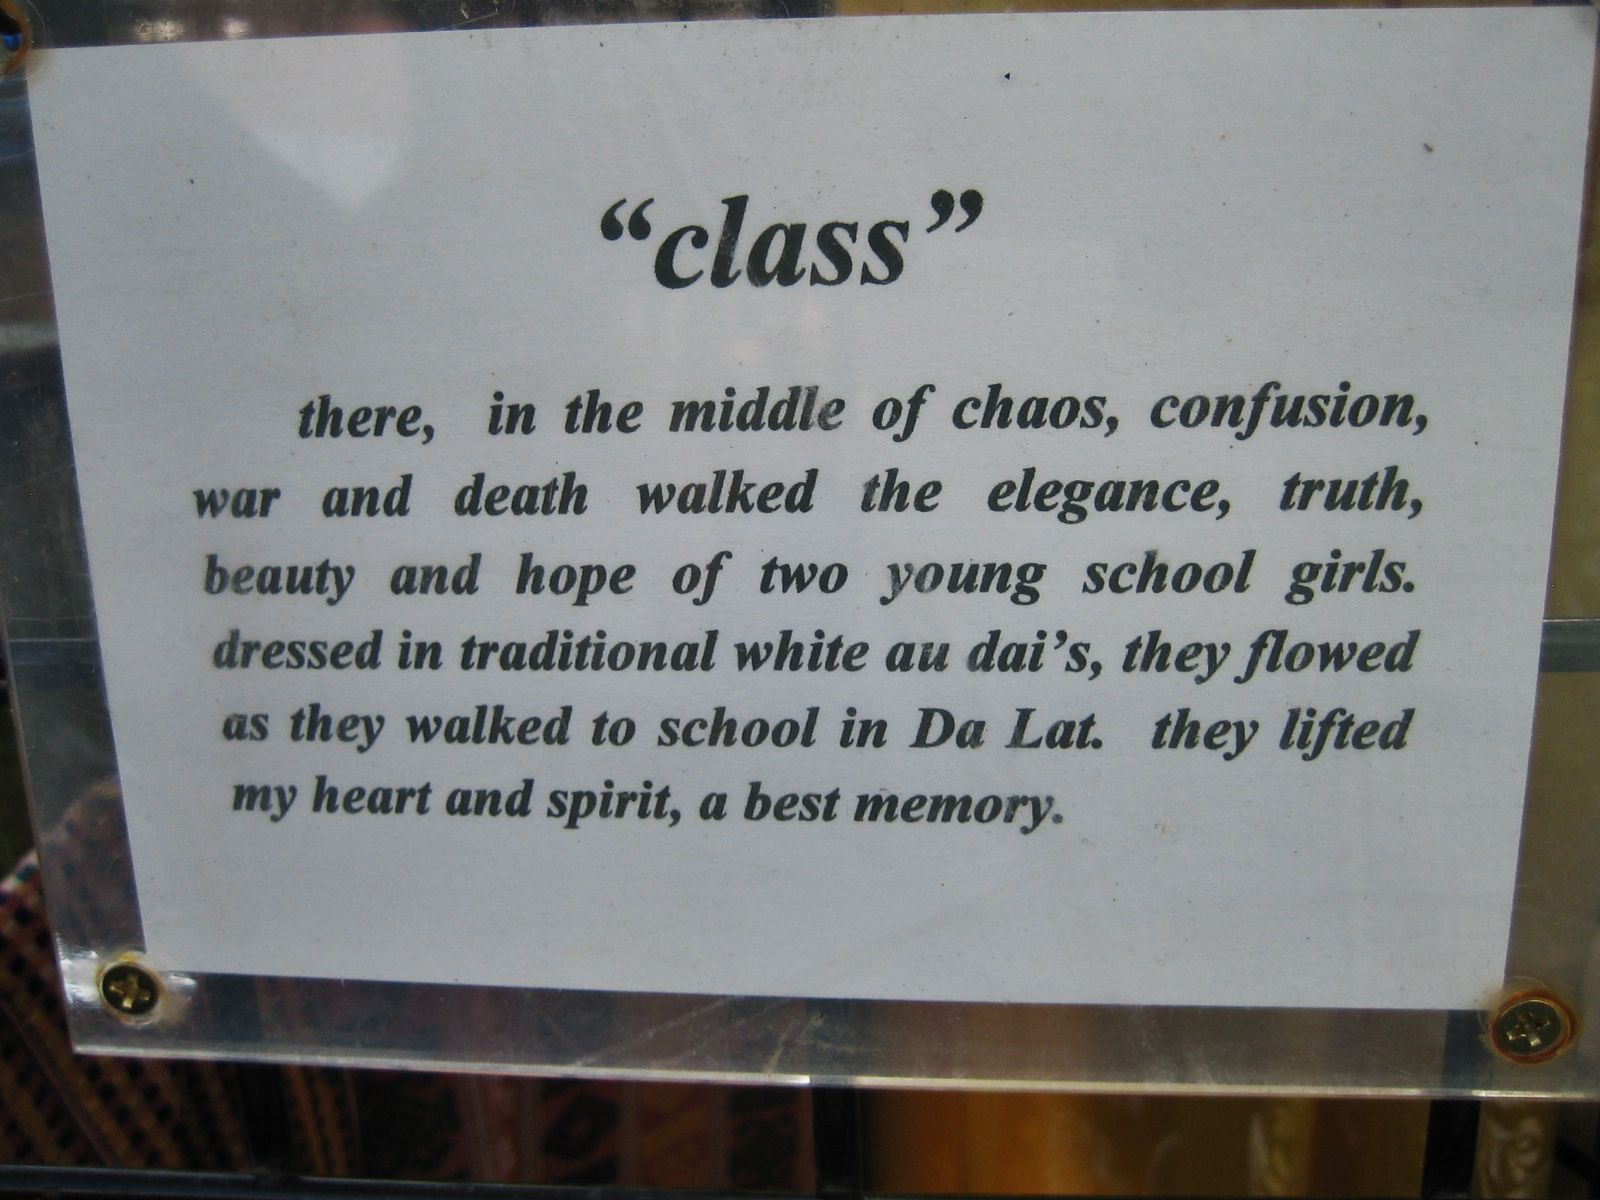 “class”
there, in the middle of chaos, confusion,
war and death walked the elegance, truth,
beauty and hope of two young school girls.
dressed in traditional white au dai’s, they flowed
as they walked to school in Da Lat. they lifted
my heart and spirit, a best memory.